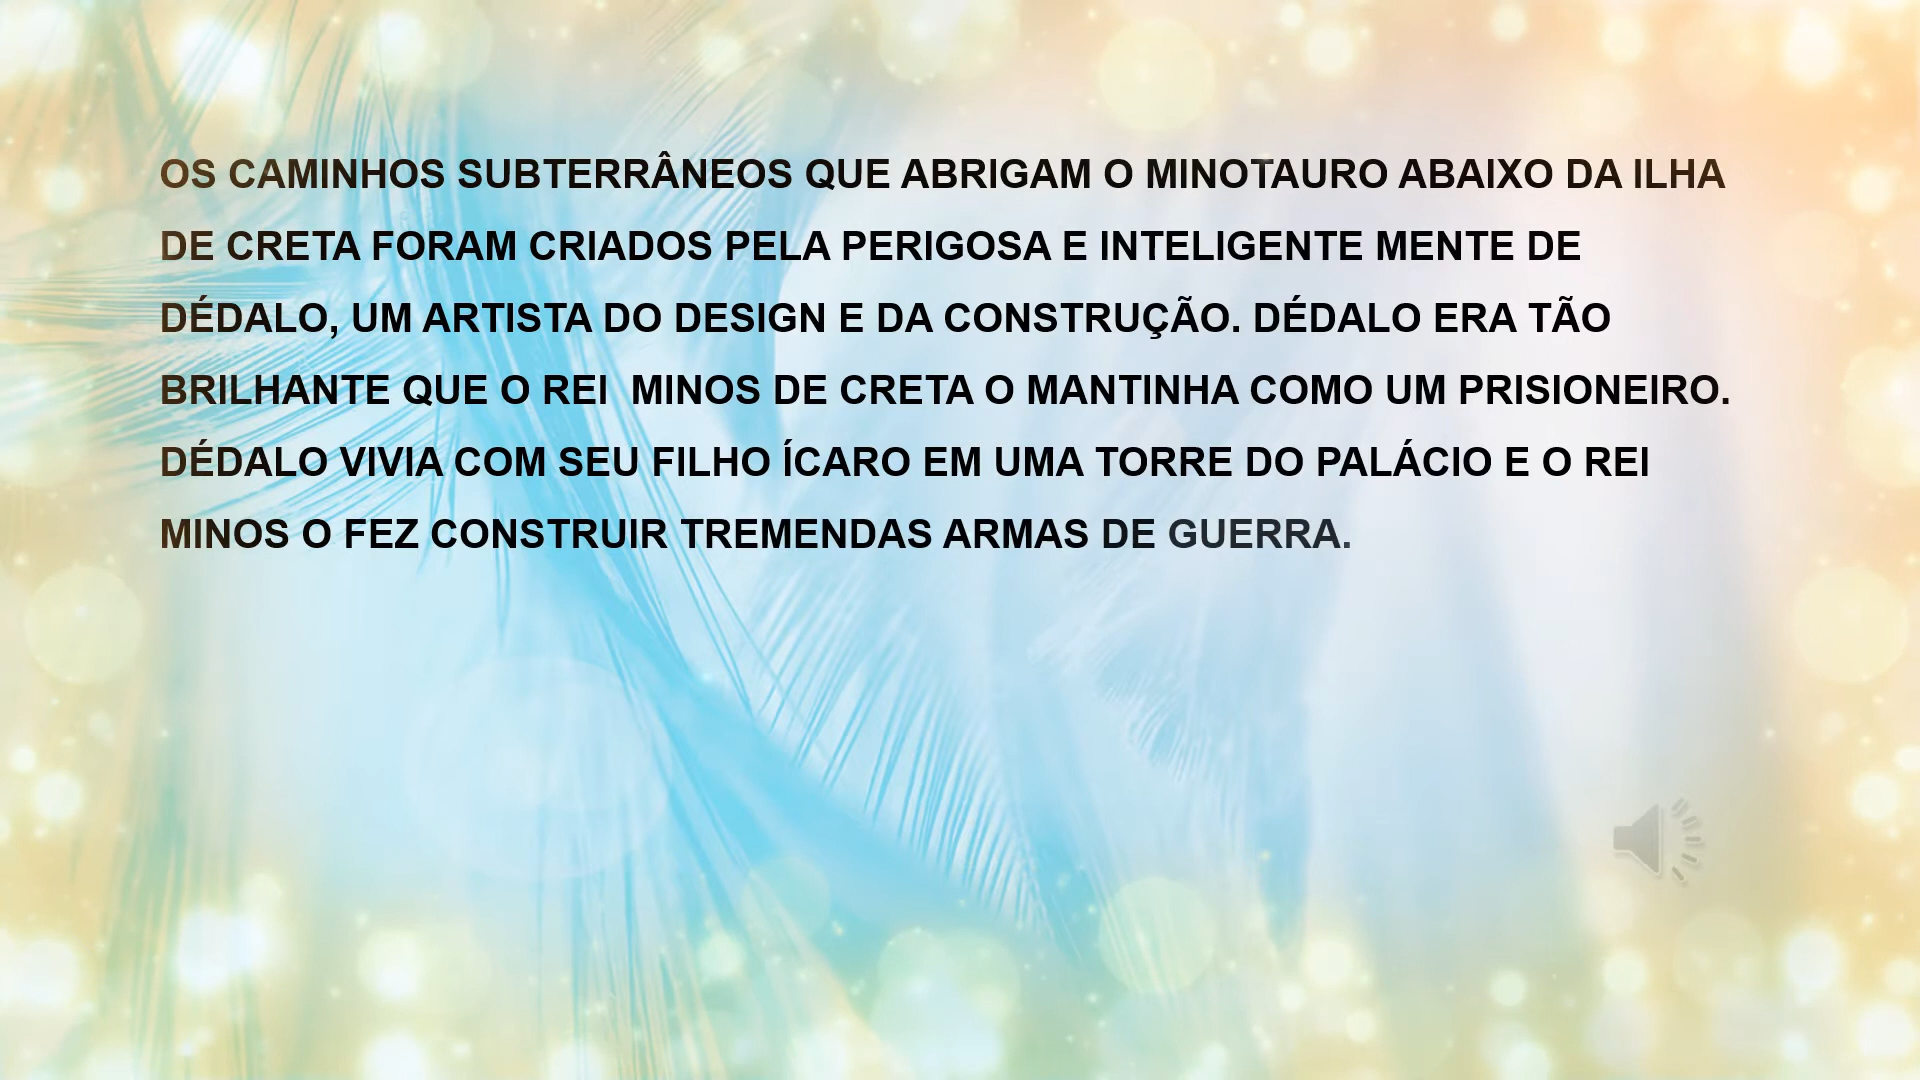 OS CAMINHOS SUBTERRÂNEOS QUE ABRIGAM O MINOTAURO ABAIXO DA ILHA
DE CRETA FORAM CRIADOS PELA PERIGOSA E INTELIGENTE MENTE DE
DÉDALO, UM ARTISTA DO DESIGN E DA CONSTRUÇÃO. DÉDALO ERA TÃO
BRILHANTE QUE O REI  MINOS DE CRETA O MANTINHA COMO UM PRISIONEIRO.
DÉDALO VIVIA COM SEU FILHO ÍCARO EM UMA TORRE DO PALÁCIO E O REI
MINOS O FEZ CONSTRUIR TREMENDAS ARMAS DE GUERRA.